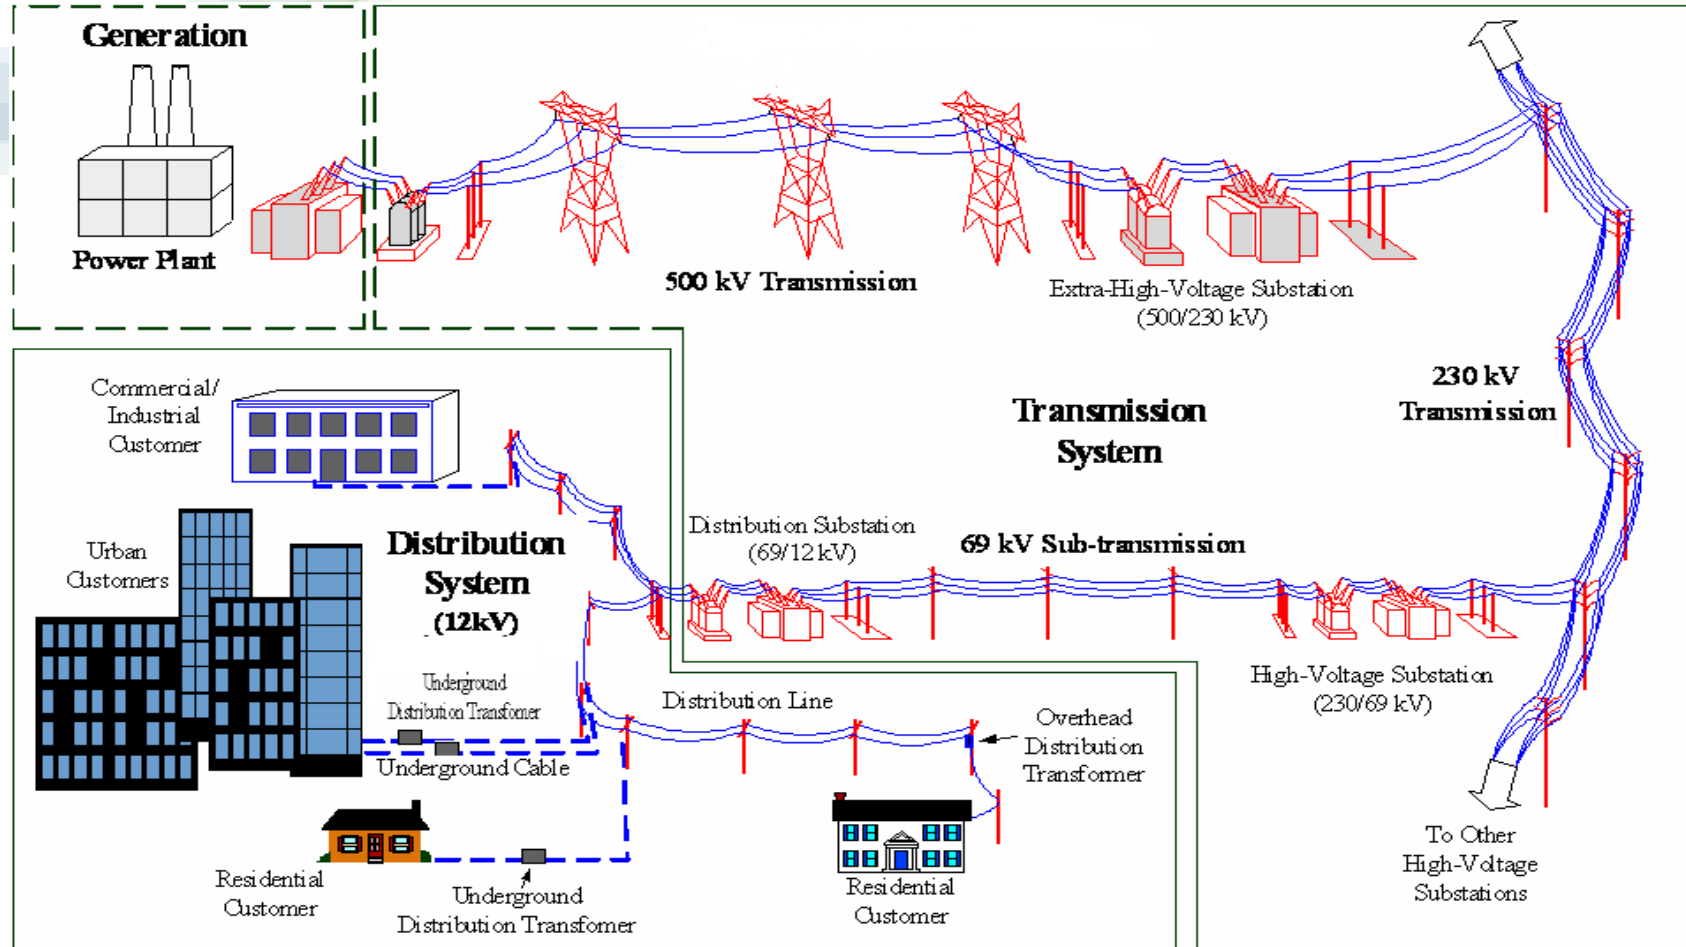 Generation
Power Plant
500 kV Transmission
Extra-High-Voltage Substation
(500/230 kV)
230 kV
Transmission
Transmission
System
Commercial/
Industrial
Customer
Urban
Customers
Distribution
System
(12kV)
Distribution Substation
(69/12 kV)
69 kV Sub-transmission
High-Voltage Substation
(230/69 kV)
Underground
Distribution Transfomer
Underground Cable
Distribution Line
Overhead
Distribution
Transformer
Residential
Customer
Underground
Distribution Transfomer
Residential
Customer
To Other
High-Voltage
Substations